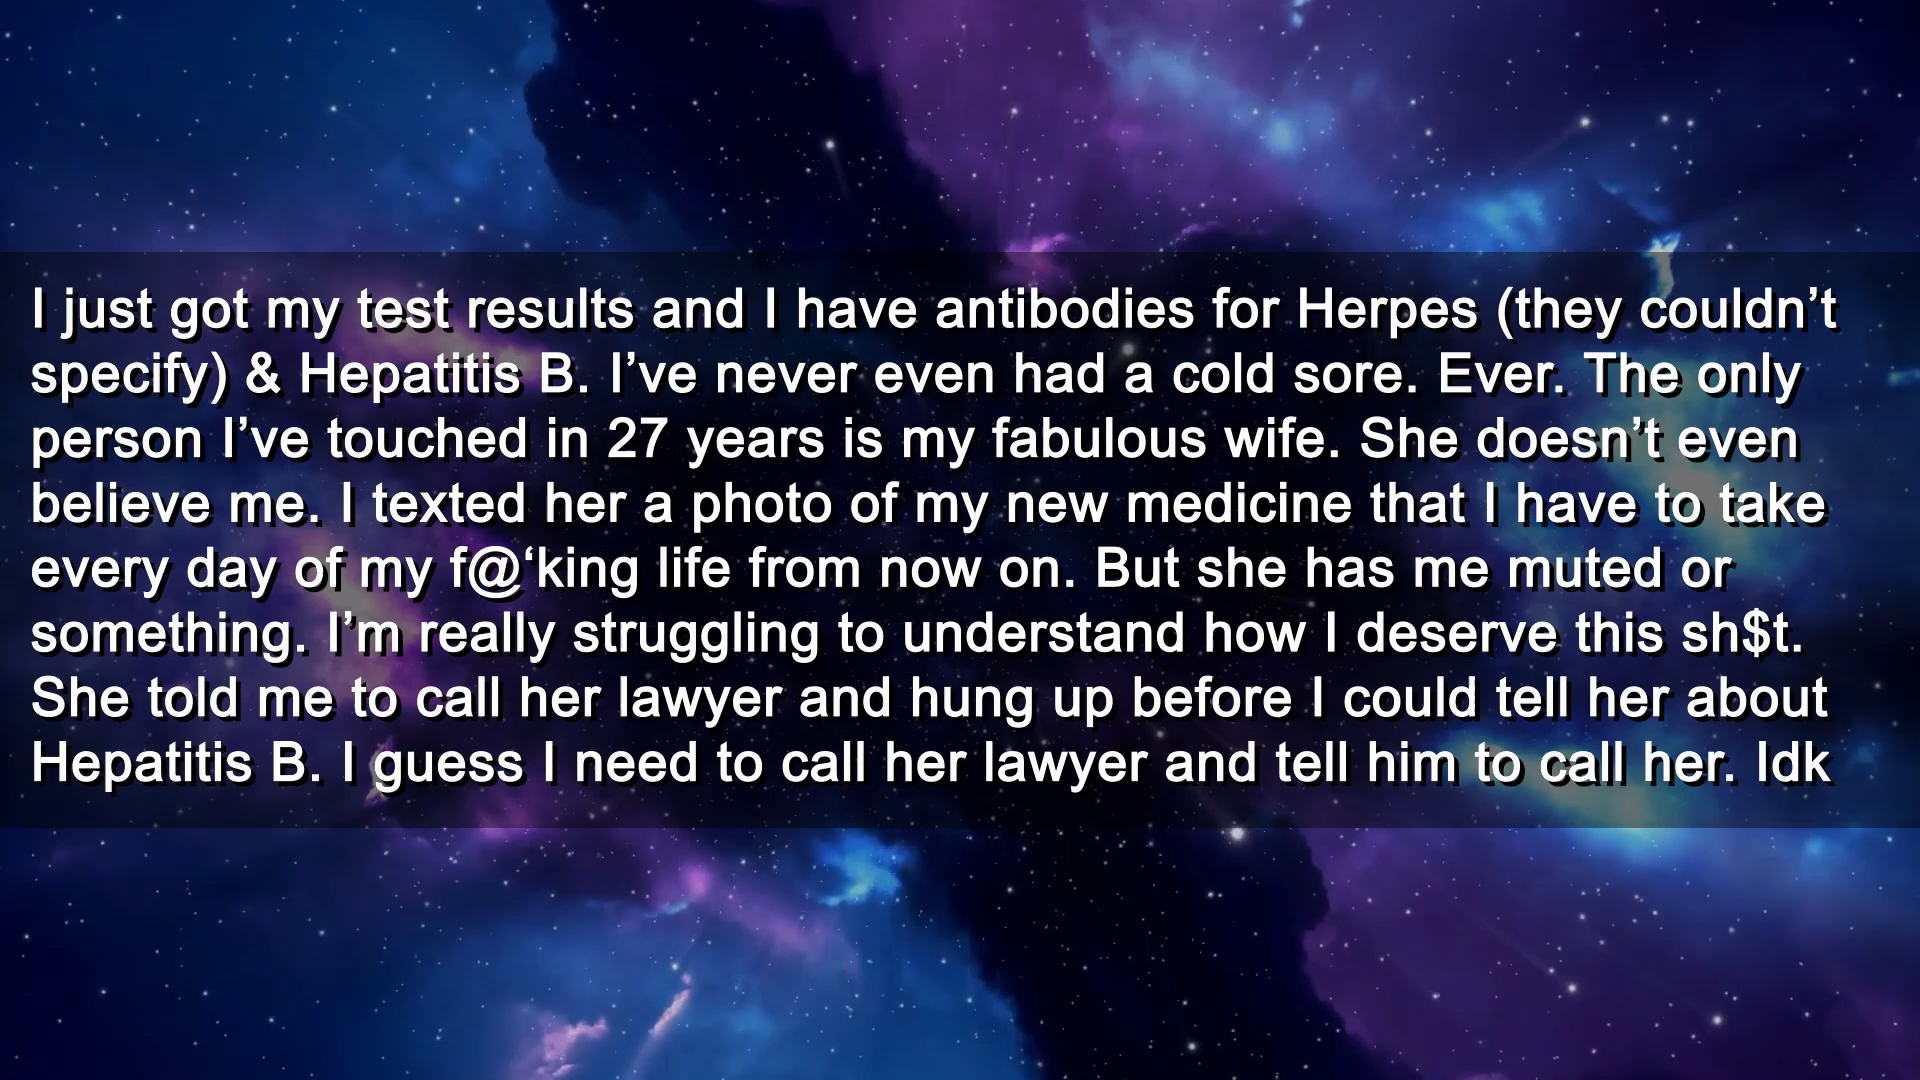 I just got my test results and I have antibodies for Herpes (they couldn’t
specify) & Hepatitis B. I’ve never even had a cold sore. Ever. The only
person I’ve touched in 27 years is my fabulous wife. She doesn’t even
believe me. I texted her a photo of my new medicine that I have to take
every day of my f@‘king life from now on. But she has me muted or
something. I’m really struggling to understand how I deserve this sh$t.
She told me to call her lawyer and hung up before I could tell her about
Hepatitis B. I guess I need to call her lawyer and tell him to call her. Idk